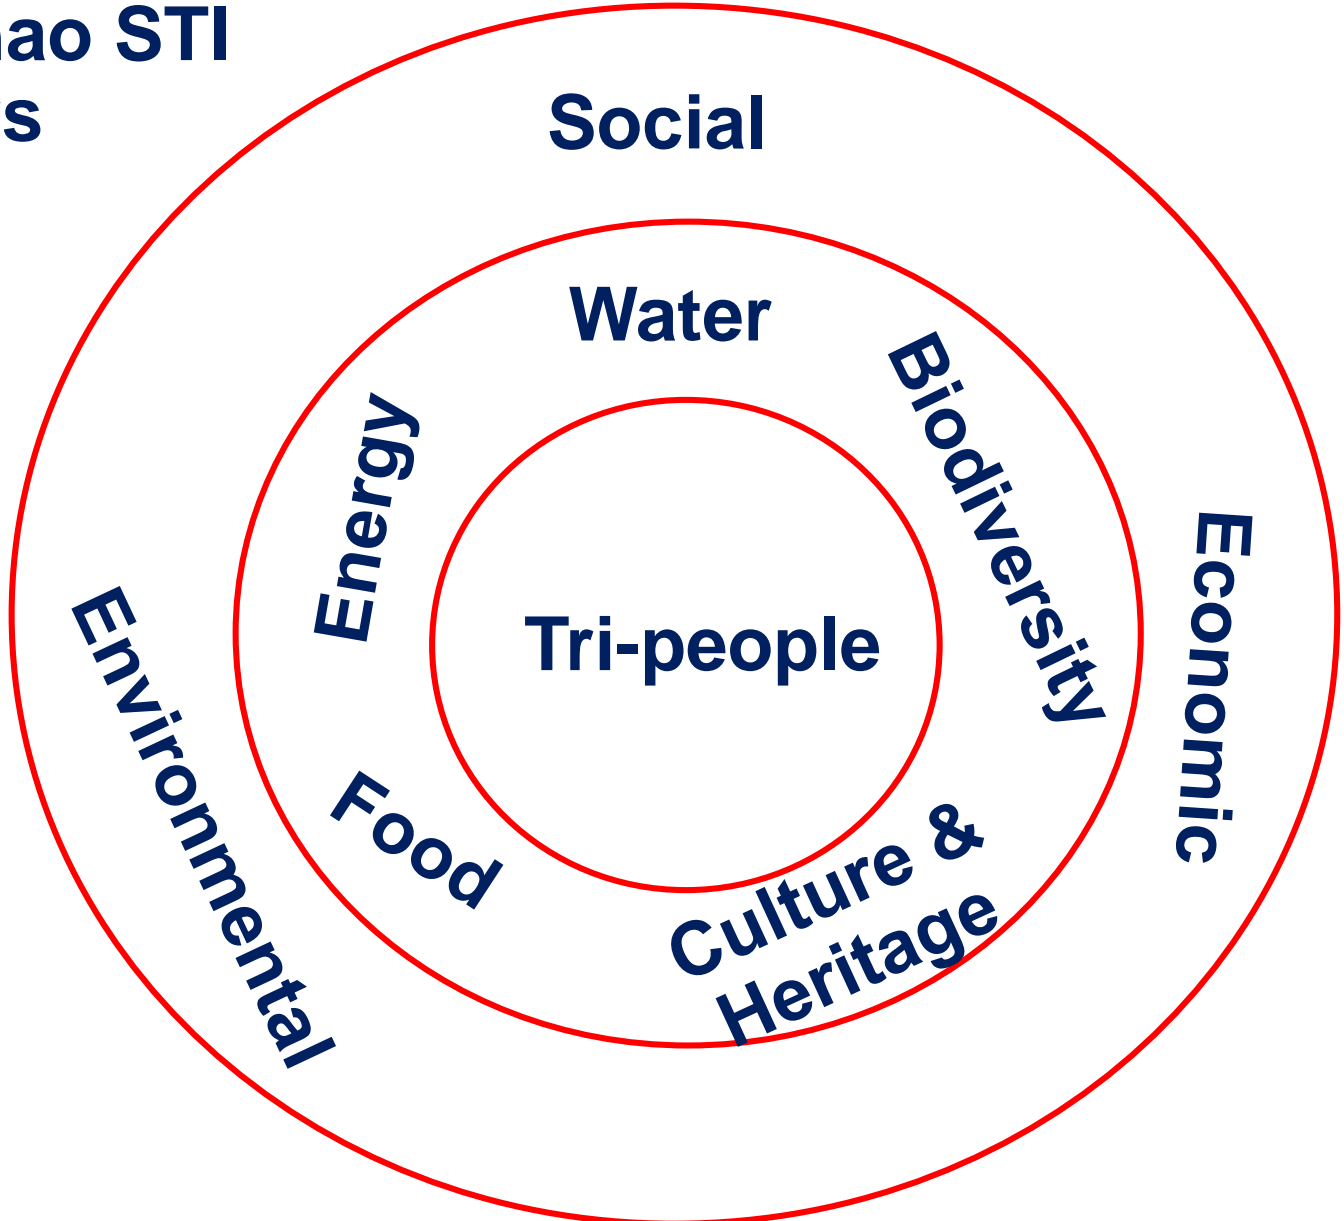 ao STI
s
Social
Water
Biodiversity
Energy
Economic
Tri-people
Environmental
Food
Culture &
Heritage